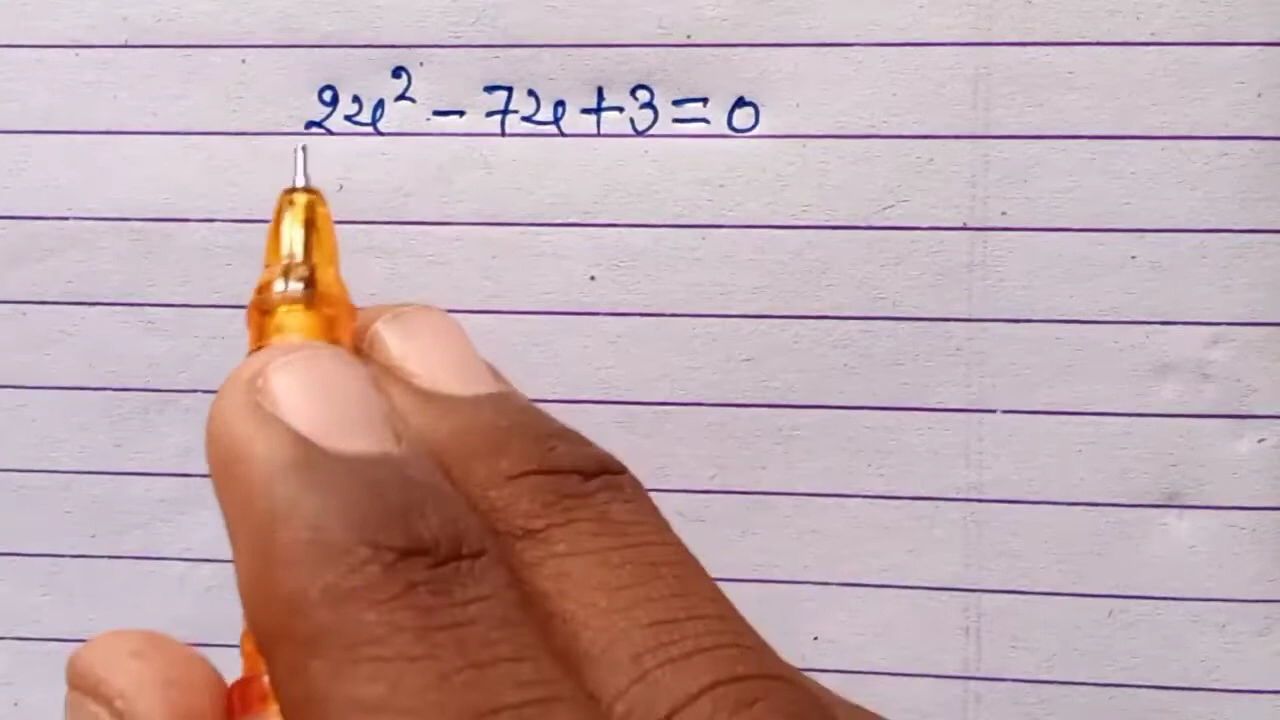 2x² - 7x + 3 = 0